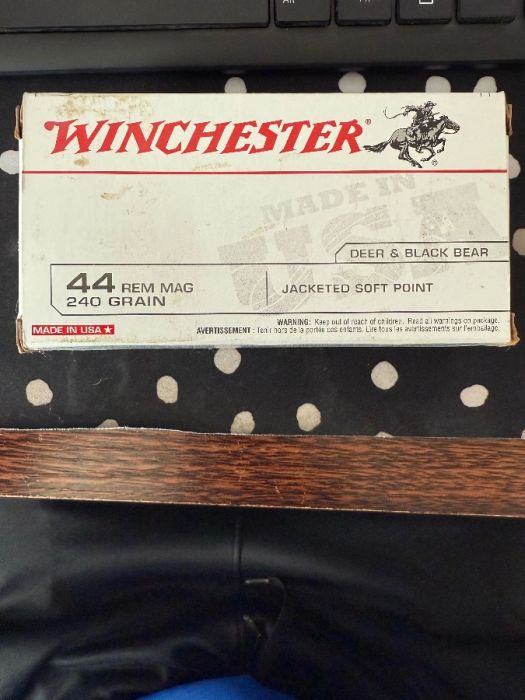 ALT
SHIFT
WINCHESTER®
MADE IN
USA
DEER & BLACK BEAR
44 REM MAG
240 GRAIN
JACKETED SOFT POINT
MADE IN USA ★
WARNING: Keep out of reach of children. Read all warnings on package.
AVERTISSEMENT : Tenir hors de la portée des enfants. Lire tous les avertissements sur l'emballage.